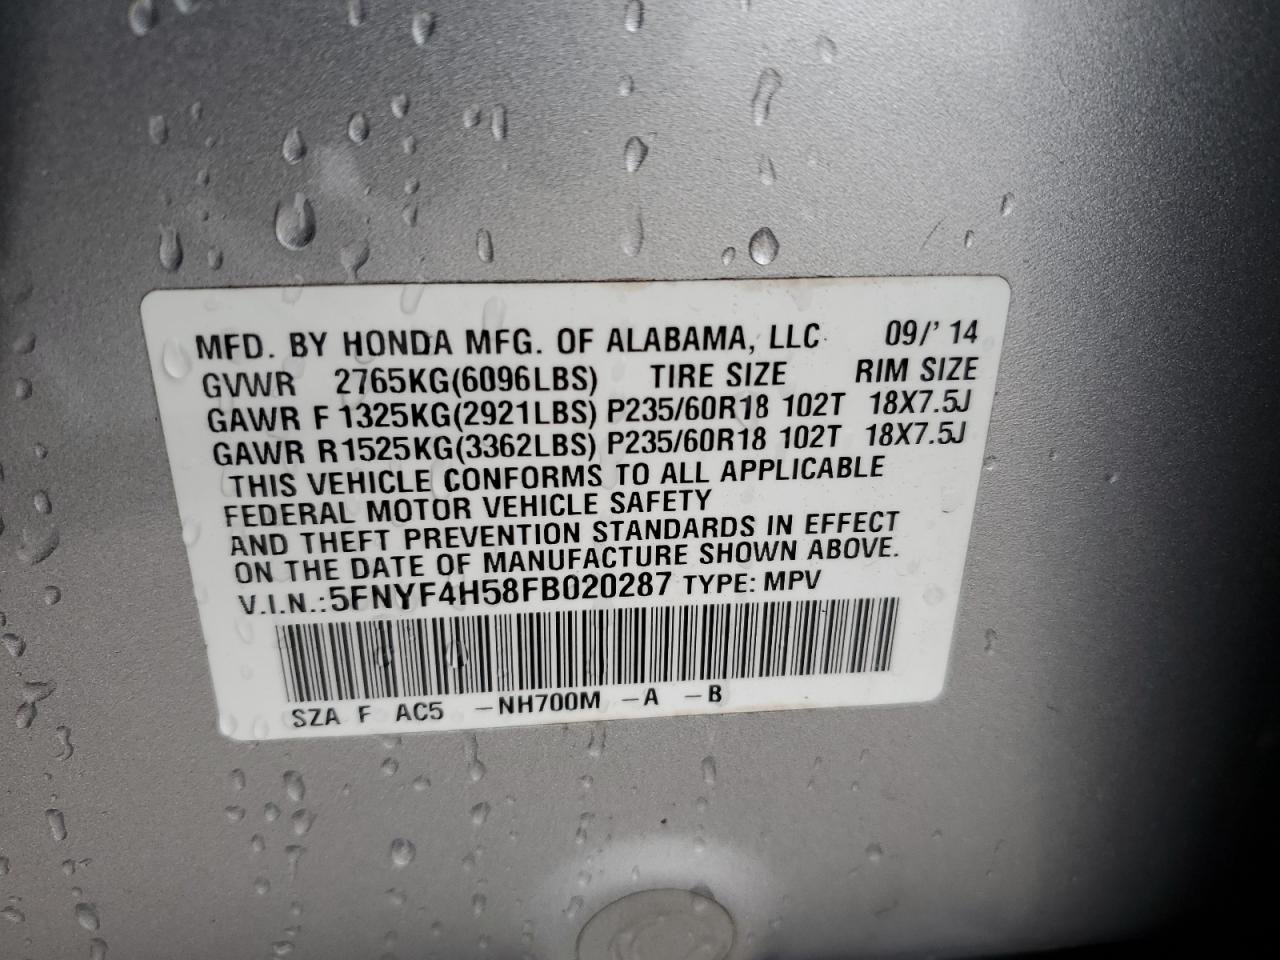 MFD. BY HONDA MFG. OF ALABAMA, LLC 09/' 14
GVWR 2765KG(6096LBS) TIRE SIZE RIM SIZE
GAWR F 1325KG(2921LBS) P235/60R18 102T 18X7.5J
GAWR R1525KG(3362LBS) P235/60R18 102T 18X7.5J
THIS VEHICLE CONFORMS TO ALL APPLICABLE
FEDERAL MOTOR VEHICLE SAFETY
AND THEFT PREVENTION STANDARDS IN EFFECT
ON THE DATE OF MANUFACTURE SHOWN ABOVE.
V.I.N.:5FNYF4H58FB020287 TYPE: MPV
SZA F AC5 -NH700M -A -B